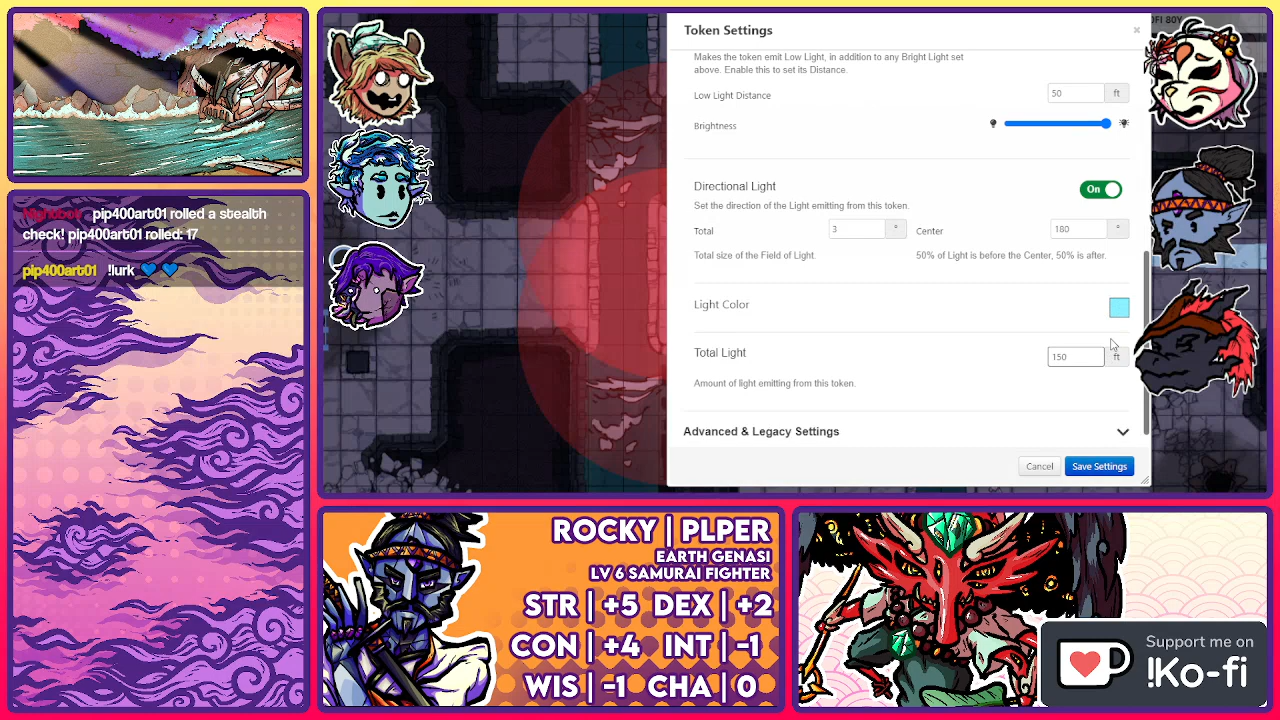 Nightbot pip400art01 rolled a stealth
check! pip400art01 rolled: 17
pip400art01 !lurk
Token Settings
×
Makes the token emit Low Light, in addition to any Bright Light set
above. Enable this to set its Distance.
Low Light Distance 50 ft
Brightness
Directional Light On
Set the direction of the Light emitting from this token.
Total 3 ° Center 180 °
Total size of the Field of Light. 50% of Light is before the Center, 50% is after.
Light Color
Total Light 150 ft
Amount of light emitting from this token.
Advanced & Legacy Settings
Cancel Save Settings
ROCKY | PLPER
EARTH GENASI
LV 6 SAMURAI FIGHTER
STR | +5 DEX | +2
CON | +4 INT | -1
WIS | -1 CHA | 0
Support me on
!Ko-fi